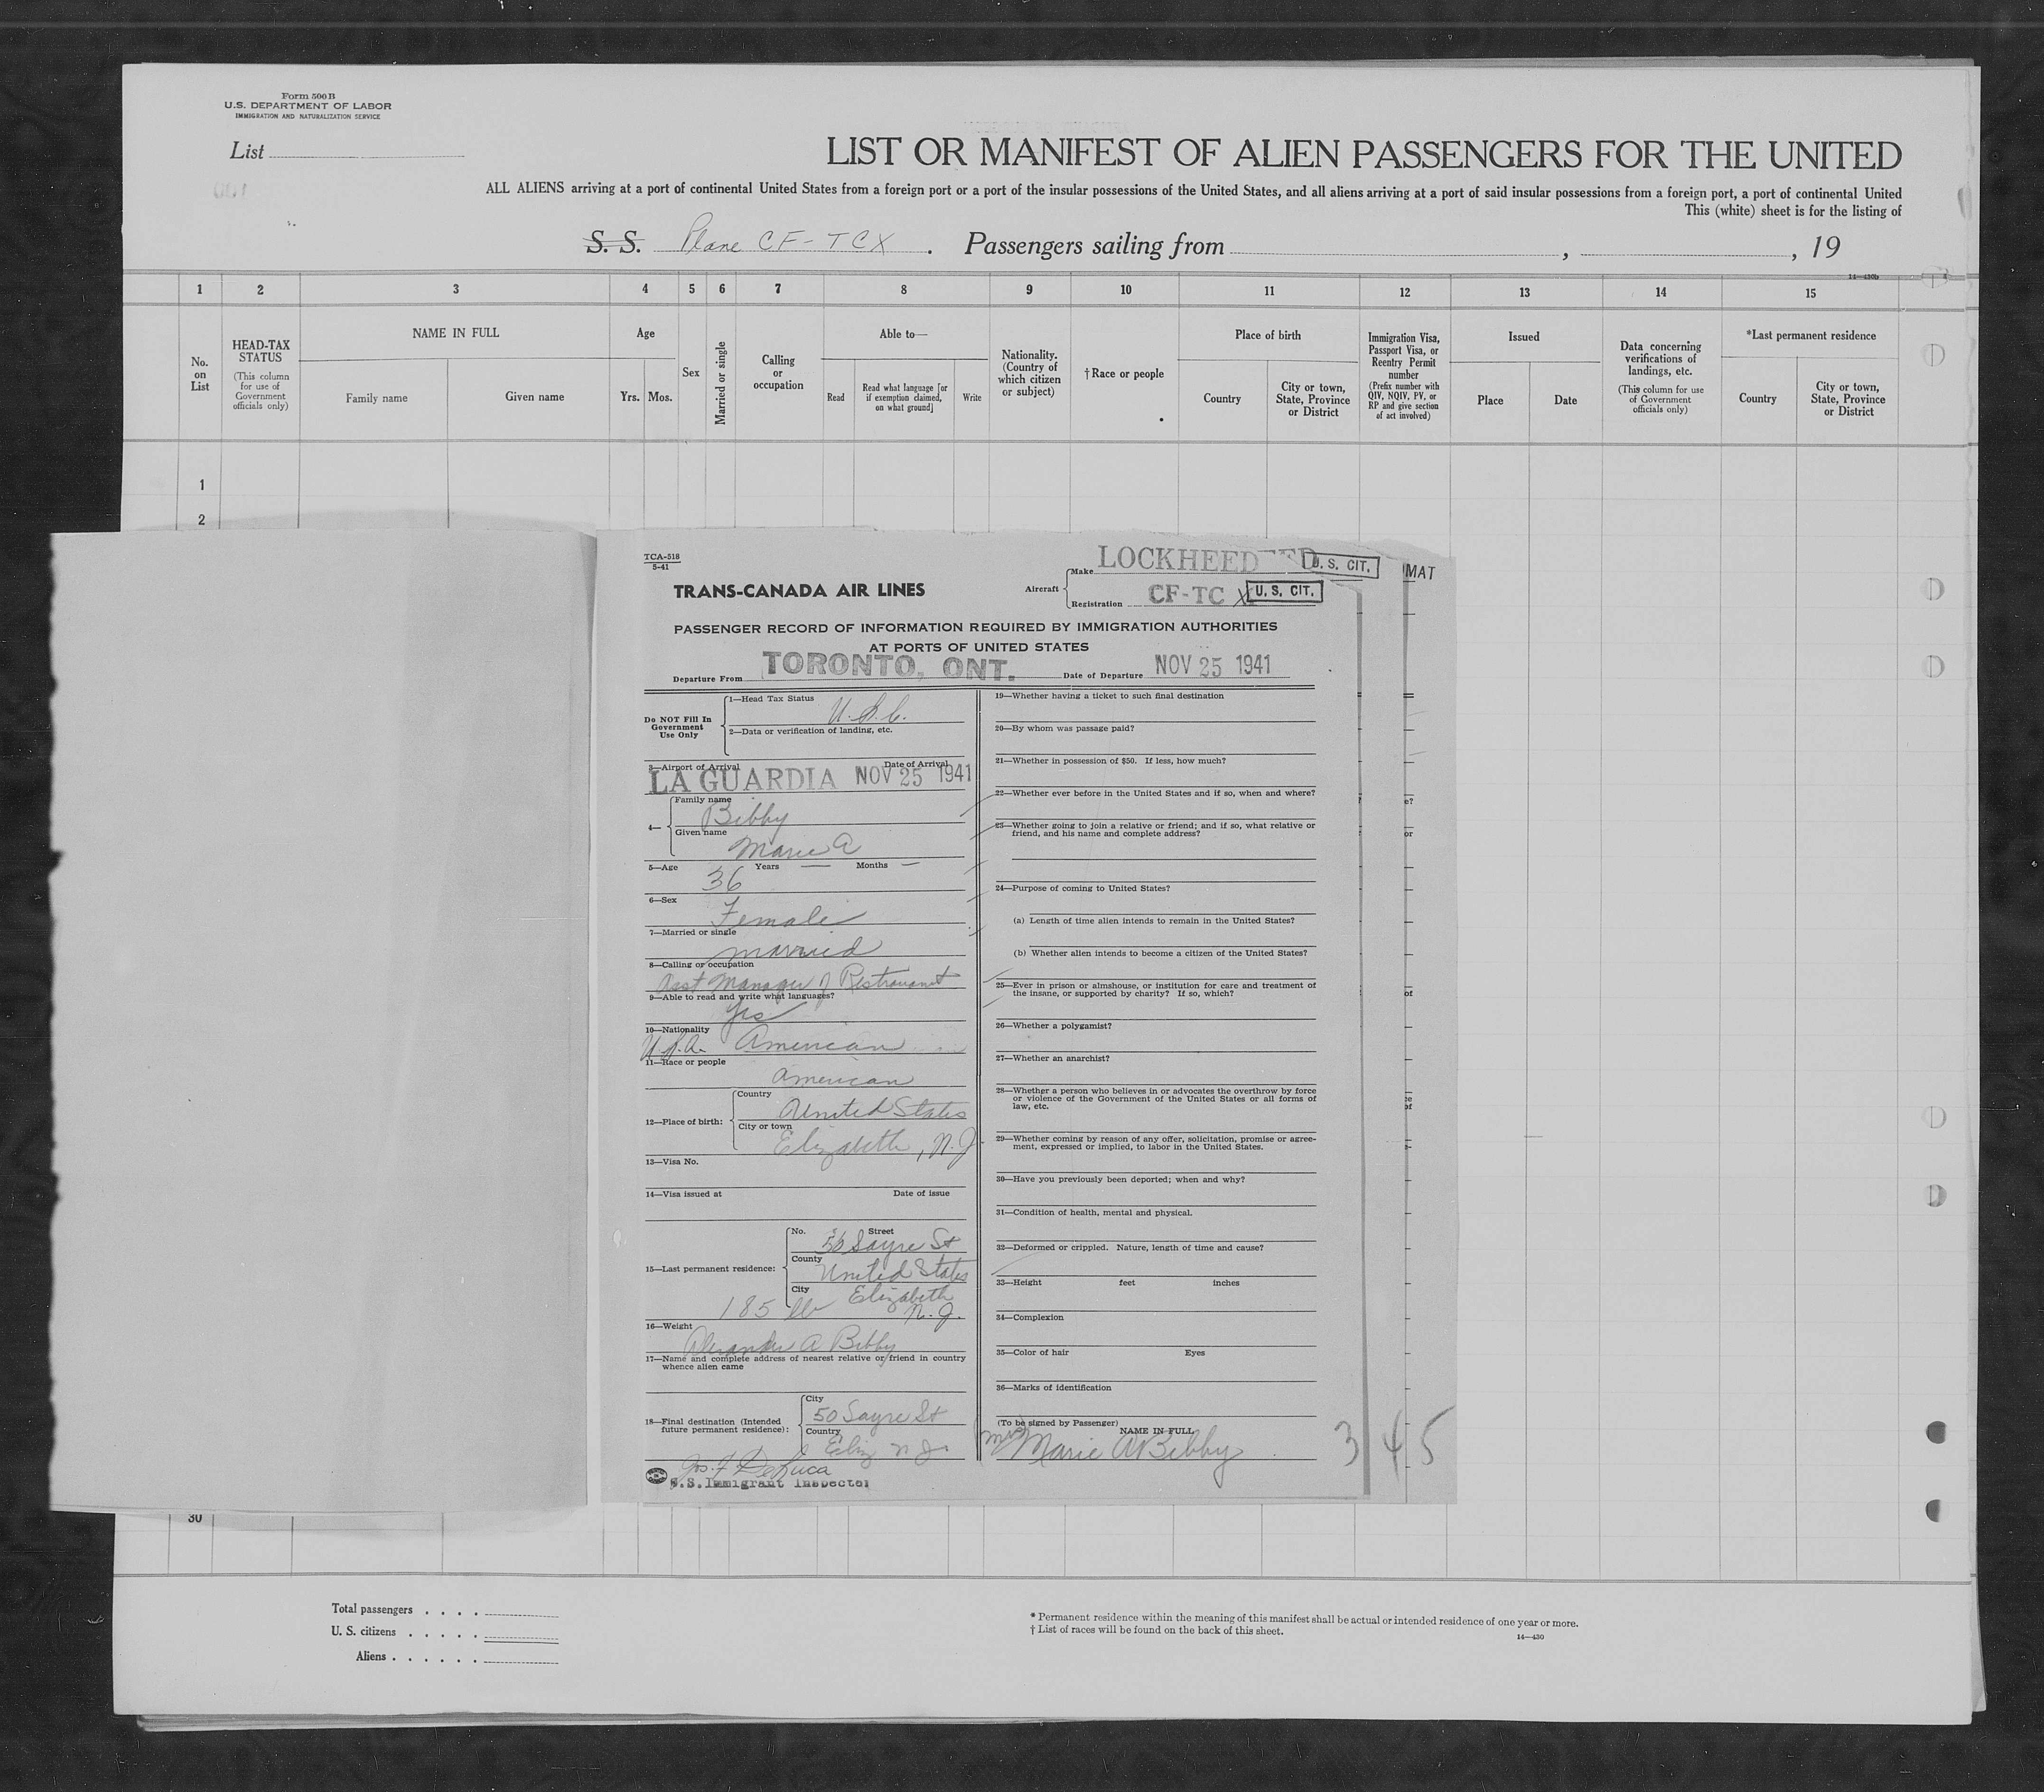 Form 500 B
U.S. DEPARTMENT OF LABOR
IMMIGRATION AND NATURALIZATION SERVICE
List
LIST OR MANIFEST OF ALIEN PASSENGERS FOR THE UNITED
ALL ALIENS arriving at a port of continental United States from a foreign port or a port of the insular possessions of the United States, and all aliens arriving at a port of said insular possessions from a foreign port, a port of continental United
This (white) sheet is for the listing of
S. S. Plane CF-TCX . Passengers sailing from , , 19
14—430b
1 2 3 4 5 6 7 8 9 10 11 12 13 14 15
No. on List
HEAD-TAX STATUS
(This column for use of Government officials only)
NAME IN FULL
Family name
Given name
Age
Yrs. Mos.
Sex
Married or single
Calling or occupation
Able to—
Read
Read what language [or if exemption claimed, on what ground]
Write
Nationality. (Country of which citizen or subject)
†Race or people
Place of birth
Country
City or town, State, Province or District
Immigration Visa, Passport Visa, or Reentry Permit number
(Prefix number with QIV, NQIV, PV, or RP and give section of act involved)
Issued
Place
Date
Data concerning verifications of landings, etc.
(This column for use of Government officials only)
*Last permanent residence
Country
City or town, State, Province or District
1
2
TCA-518
5-41
TRANS-CANADA AIR LINES
Aircraft
Make LOCKHEED
U. S. CIT.
MAT
Registration CF-TC X
U. S. CIT.
PASSENGER RECORD OF INFORMATION REQUIRED BY IMMIGRATION AUTHORITIES
AT PORTS OF UNITED STATES
Departure From TORONTO, ONT. Date of Departure NOV 25 1941
Do NOT Fill In Government Use Only
1—Head Tax Status
U.S.C.
2—Data or verification of landing, etc.
3—Airport of Arrival Date of Arrival
LA GUARDIA NOV 25 1941
4—
Family name
Bibby
Given name
Marie A
5—Age Years — Months —
36
6—Sex
Female
7—Married or single
married
8—Calling or occupation
Asst Manager of Restrauant
9—Able to read and write what languages?
Yes
10—Nationality
U.S.A. American
11—Race or people
American
12—Place of birth:
Country
United States
City or town
Elizabeth, N.J.
13—Visa No.
14—Visa issued at Date of issue
15—Last permanent residence:
No. Street
50 Sayre St
County
United States
City
Elizabeth
N.J.
185 lb
16—Weight
Alexander A Bibby
17—Name and complete address of nearest relative or friend in country
whence alien came
18—Final destination (Intended
future permanent residence):
City
50 Sayre St
Country
Eliz N J.
Jos. F DeLuca
U.S. Immigrant Inspector
19—Whether having a ticket to such final destination
20—By whom was passage paid?
21—Whether in possession of $50. If less, how much?
22—Whether ever before in the United States and if so, when and where?
23—Whether going to join a relative or friend; and if so, what relative or
friend, and his name and complete address?
24—Purpose of coming to United States?
(a) Length of time alien intends to remain in the United States?
(b) Whether alien intends to become a citizen of the United States?
25—Ever in prison or almshouse, or institution for care and treatment of
the insane, or supported by charity? If so, which?
26—Whether a polygamist?
27—Whether an anarchist?
28—Whether a person who believes in or advocates the overthrow by force
or violence of the Government of the United States or all forms of
law, etc.
29—Whether coming by reason of any offer, solicitation, promise or agree-
ment, expressed or implied, to labor in the United States.
30—Have you previously been deported; when and why?
31—Condition of health, mental and physical.
32—Deformed or crippled. Nature, length of time and cause?
33—Height feet inches
34—Complexion
35—Color of hair Eyes
36—Marks of identification
(To be signed by Passenger)
NAME IN FULL
(Mrs) Marie A Bibby
3 4 5
30
Total passengers . . . .
U. S. citizens . . . . .
Aliens . . . . . .
* Permanent residence within the meaning of this manifest shall be actual or intended residence of one year or more.
† List of races will be found on the back of this sheet.
14—430